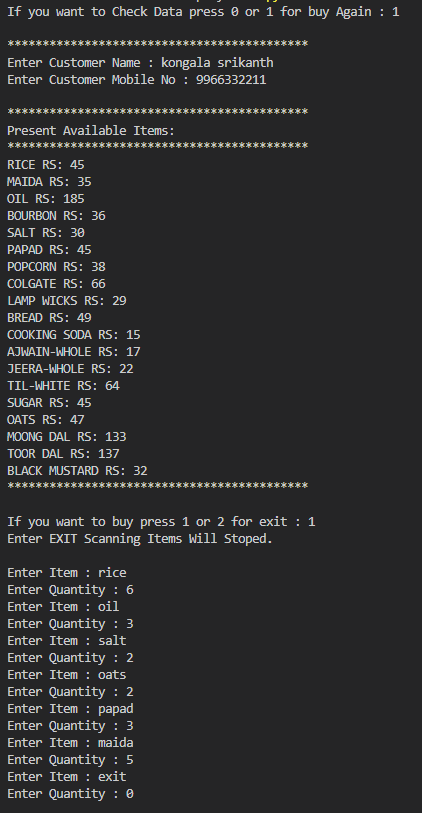 If you want to Check Data press 0 or 1 for buy Again : 1
*******************************************
Enter Customer Name : kongala srikanth
Enter Customer Mobile No : 9966332211
*******************************************
Present Available Items:
*******************************************
RICE RS: 45
MAIDA RS: 35
OIL RS: 185
BOURBON RS: 36
SALT RS: 30
PAPAD RS: 45
POPCORN RS: 38
COLGATE RS: 66
LAMP WICKS RS: 29
BREAD RS: 49
COOKING SODA RS: 15
AJWAIN-WHOLE RS: 17
JEERA-WHOLE RS: 22
TIL-WHITE RS: 64
SUGAR RS: 45
OATS RS: 47
MOONG DAL RS: 133
TOOR DAL RS: 137
BLACK MUSTARD RS: 32
*******************************************
If you want to buy press 1 or 2 for exit : 1
Enter EXIT Scanning Items Will Stoped.
Enter Item : rice
Enter Quantity : 6
Enter Item : oil
Enter Quantity : 3
Enter Item : salt
Enter Quantity : 2
Enter Item : oats
Enter Quantity : 2
Enter Item : papad
Enter Quantity : 3
Enter Item : maida
Enter Quantity : 5
Enter Item : exit
Enter Quantity : 0